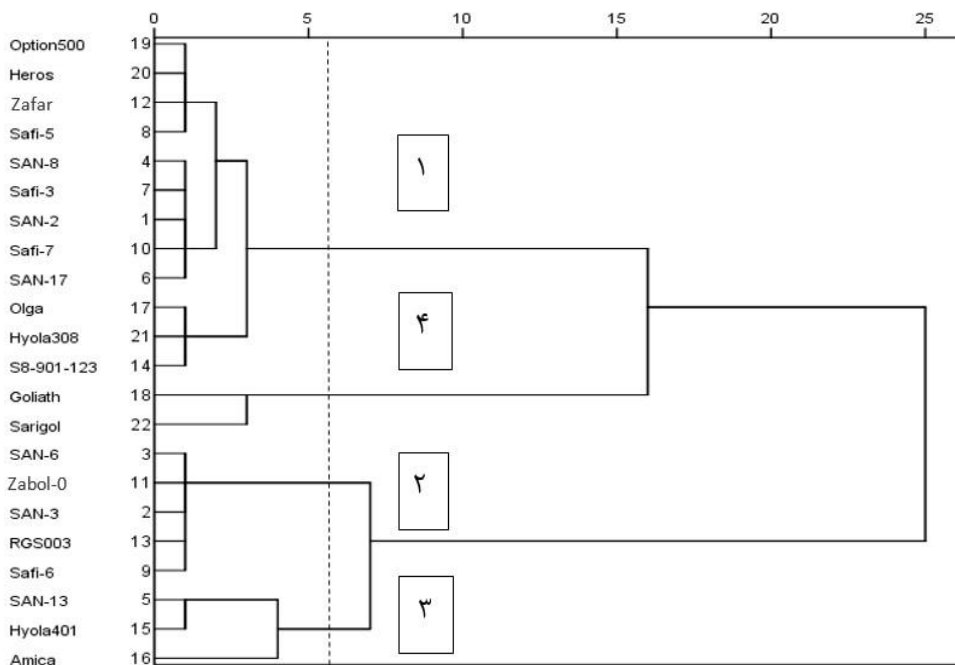 0 5 10 15 20 25
Option500 19
Heros 20
Zafar 12
Safi-5 8
SAN-8 4
۱
Safi-3 7
SAN-2 1
Safi-7 10
SAN-17 6
Olga 17
۴
Hyola308 21
S8-901-123 14
Goliath 18
Sarigol 22
SAN-6 3
Zabol-0 11
۲
SAN-3 2
RGS003 13
Safi-6 9
SAN-13 5
۳
Hyola401 15
Amica 16